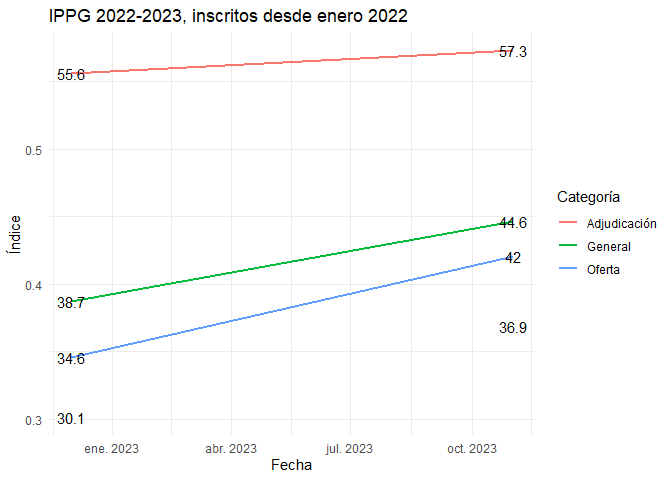 IPPG 2022-2023, inscritos desde enero 2022
57.3
55.6
0.5
Índice
44.6
42
0.4
38.7
36.9
34.6
30.1
0.3
ene. 2023
abr. 2023
jul. 2023
oct. 2023
Fecha
Categoría
Adjudicación
General
Oferta